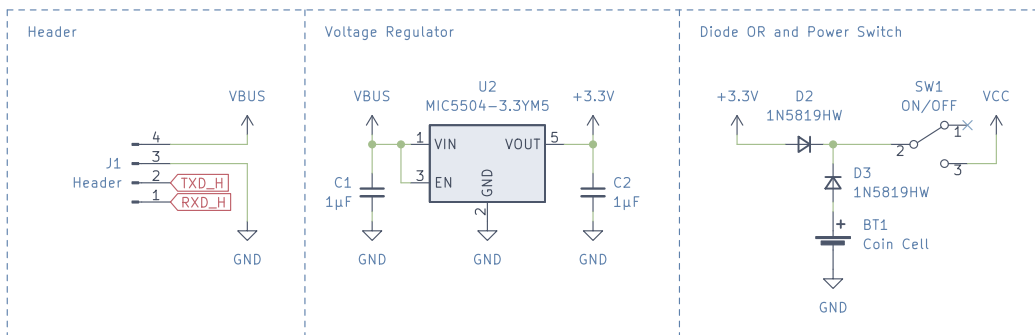 Header
VBUS
4
3
2
1
J1
Header
TXD_H
RXD_H
GND
Voltage Regulator
VBUS
U2
MIC5504-3.3YM5
+3.3V
1
VIN
VOUT
5
3
EN
GND
2
C1
1µF
C2
1µF
GND
GND
GND
Diode OR and Power Switch
+3.3V
D2
1N5819HW
SW1
ON/OFF
VCC
1
2
3
D3
1N5819HW
+
BT1
Coin Cell
GND